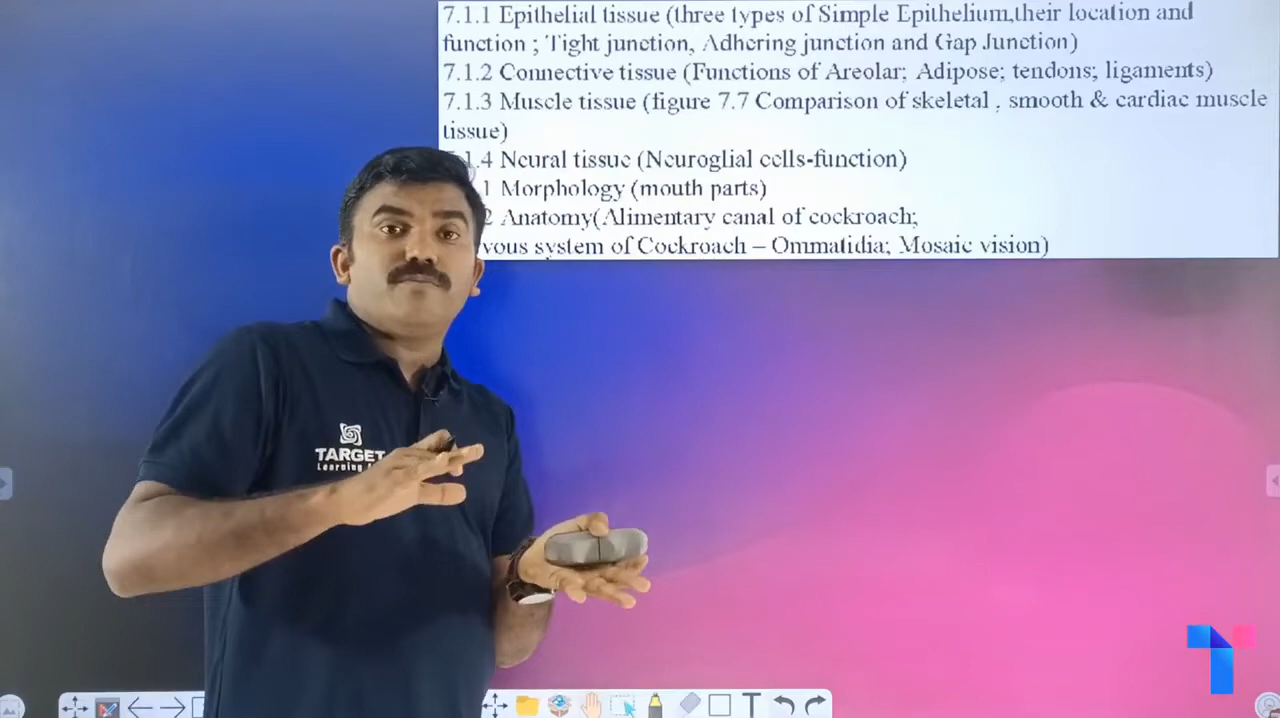 7.1.1 Epithelial tissue (three types of Simple Epithelium,their location and
function ; Tight junction, Adhering junction and Gap Junction)
7.1.2 Connective tissue (Functions of Areolar; Adipose; tendons; ligaments)
7.1.3 Muscle tissue (figure 7.7 Comparison of skeletal , smooth & cardiac muscle
tissue)
7.1.4 Neural tissue (Neuroglial cells-function)
1 Morphology (mouth parts)
2 Anatomy(Alimentary canal of cockroach;
vous system of Cockroach – Ommatidia; Mosaic vision)
TARGET
Learning
T